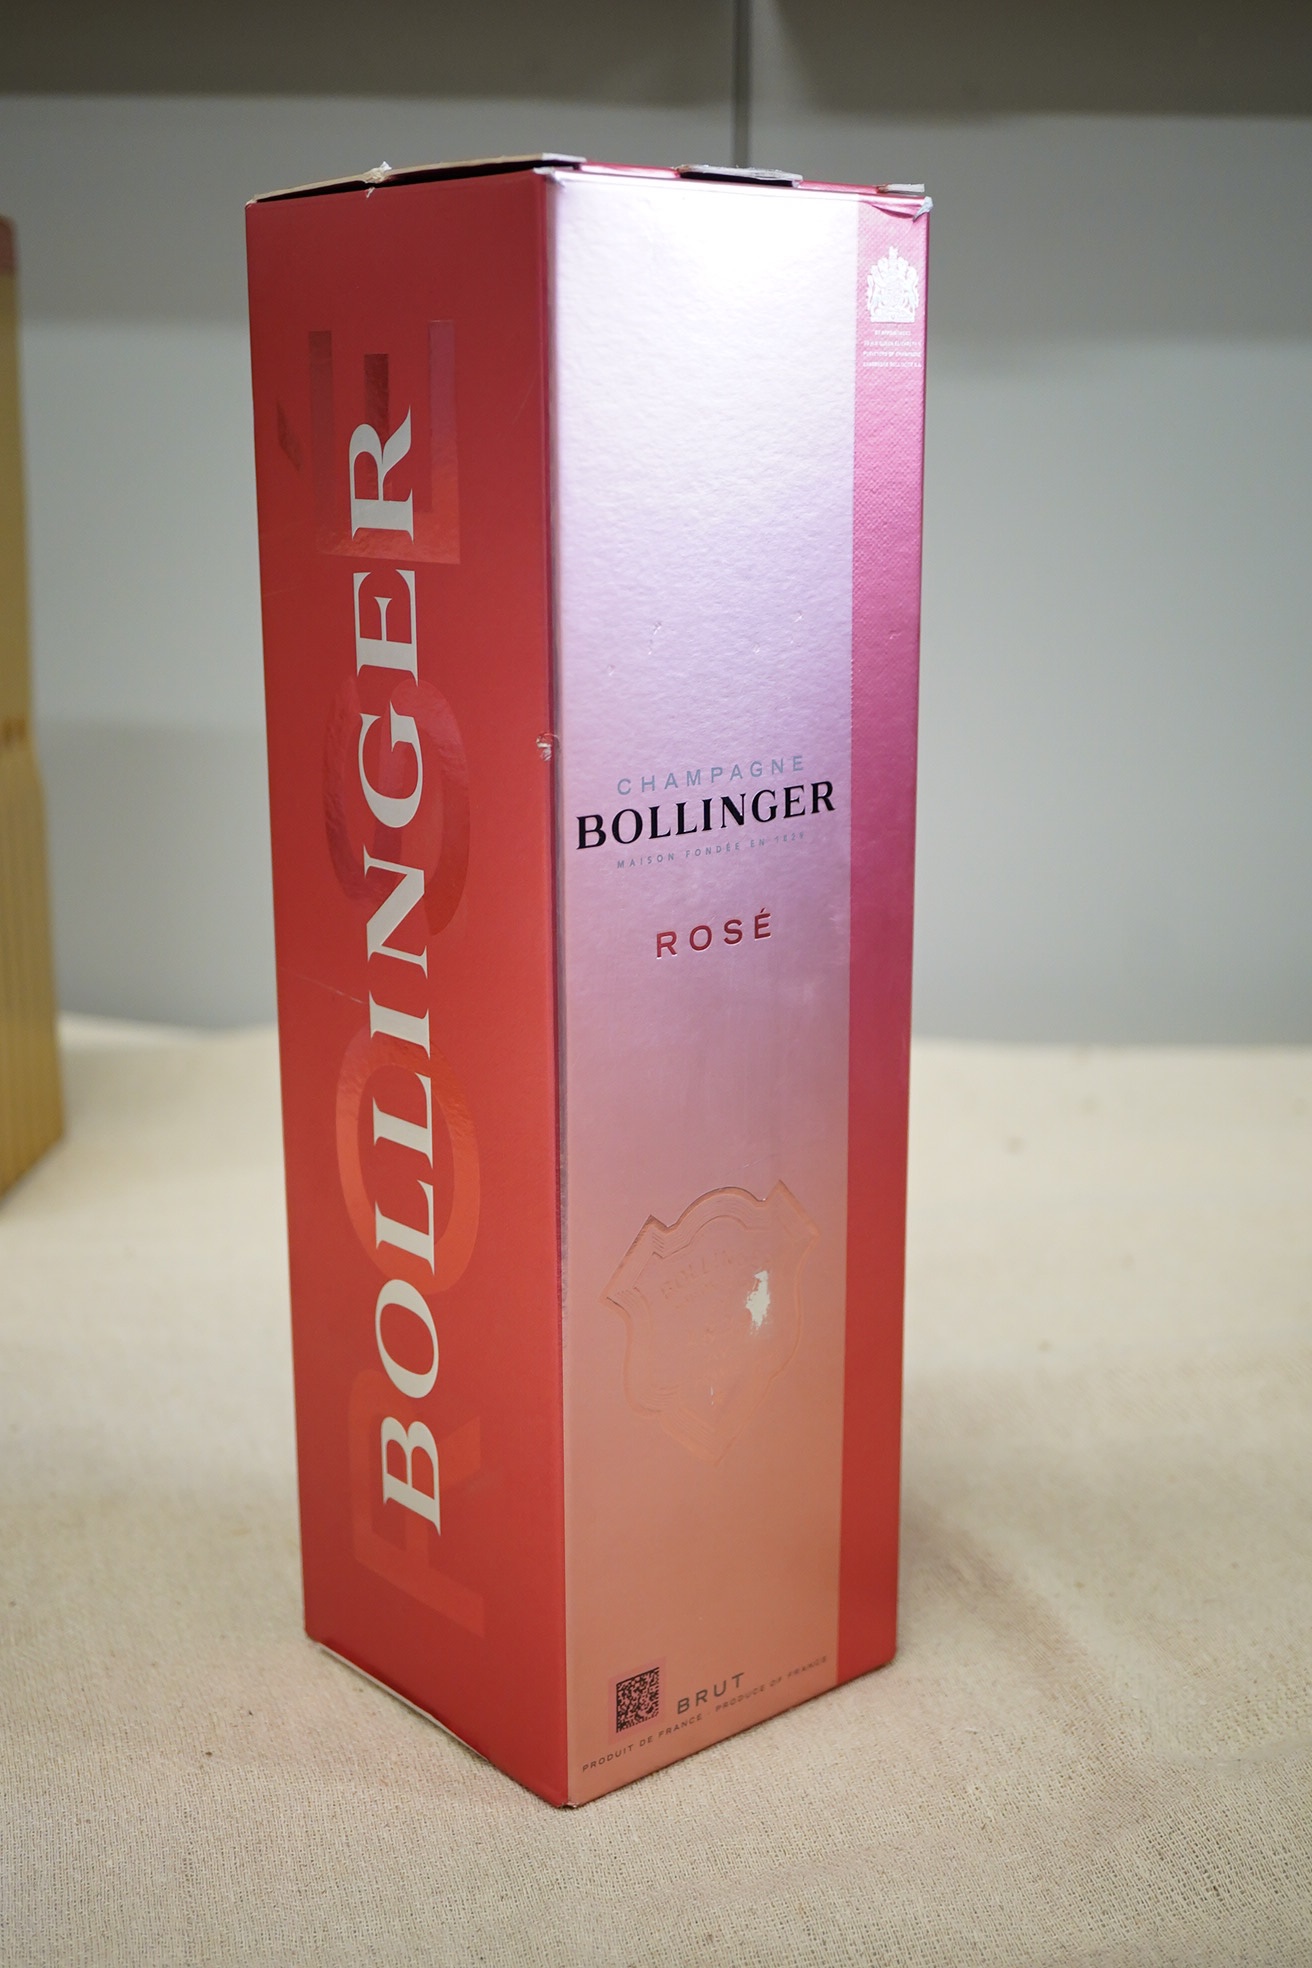 BOLLINGER
ROSÉ
CHAMPAGNE
BOLLINGER
MAISON FONDÉE EN 1829
ROSÉ
BRUT
PRODUIT DE FRANCE PRODUCE OF FRANCE